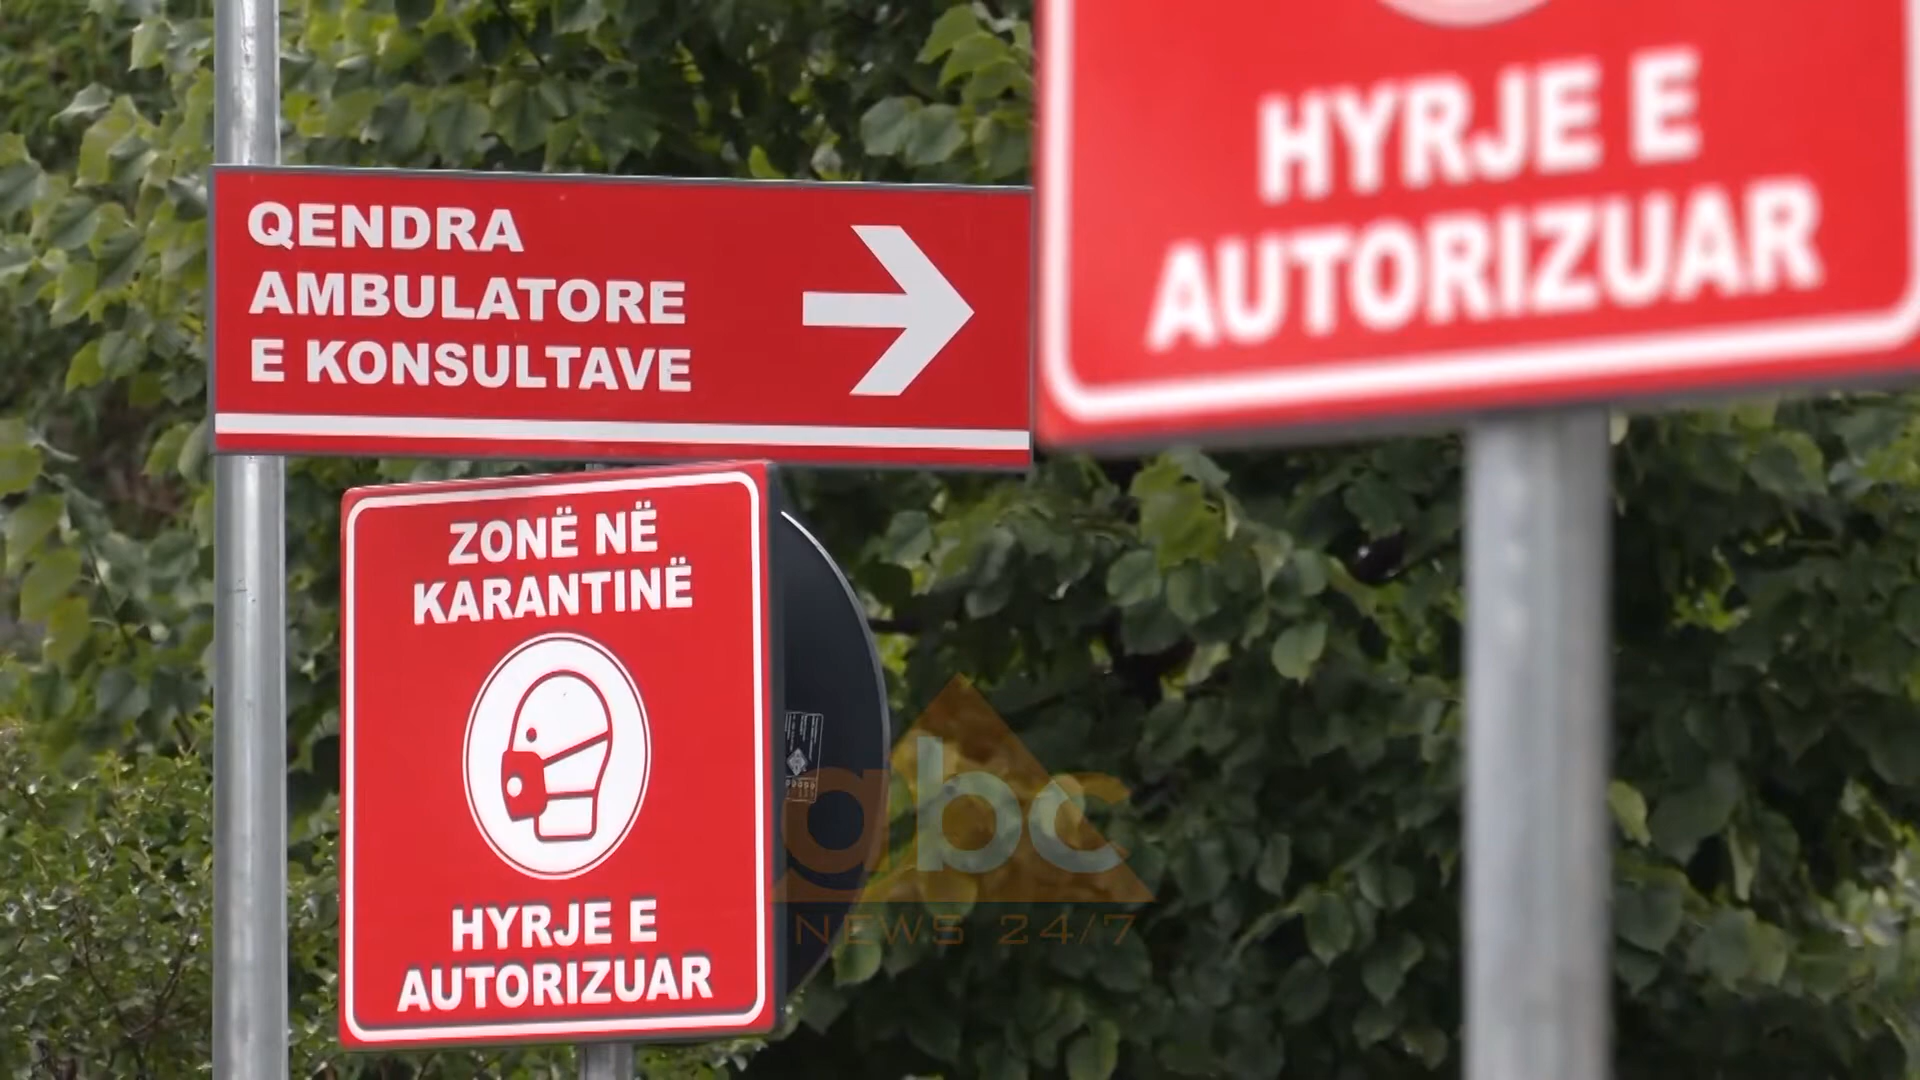 QENDRA
AMBULATORE
E KONSULTAVE
HYRJE E
AUTORIZUAR
ZONË NË
KARANTINË
HYRJE E
AUTORIZUAR
abc
NEWS 24/7